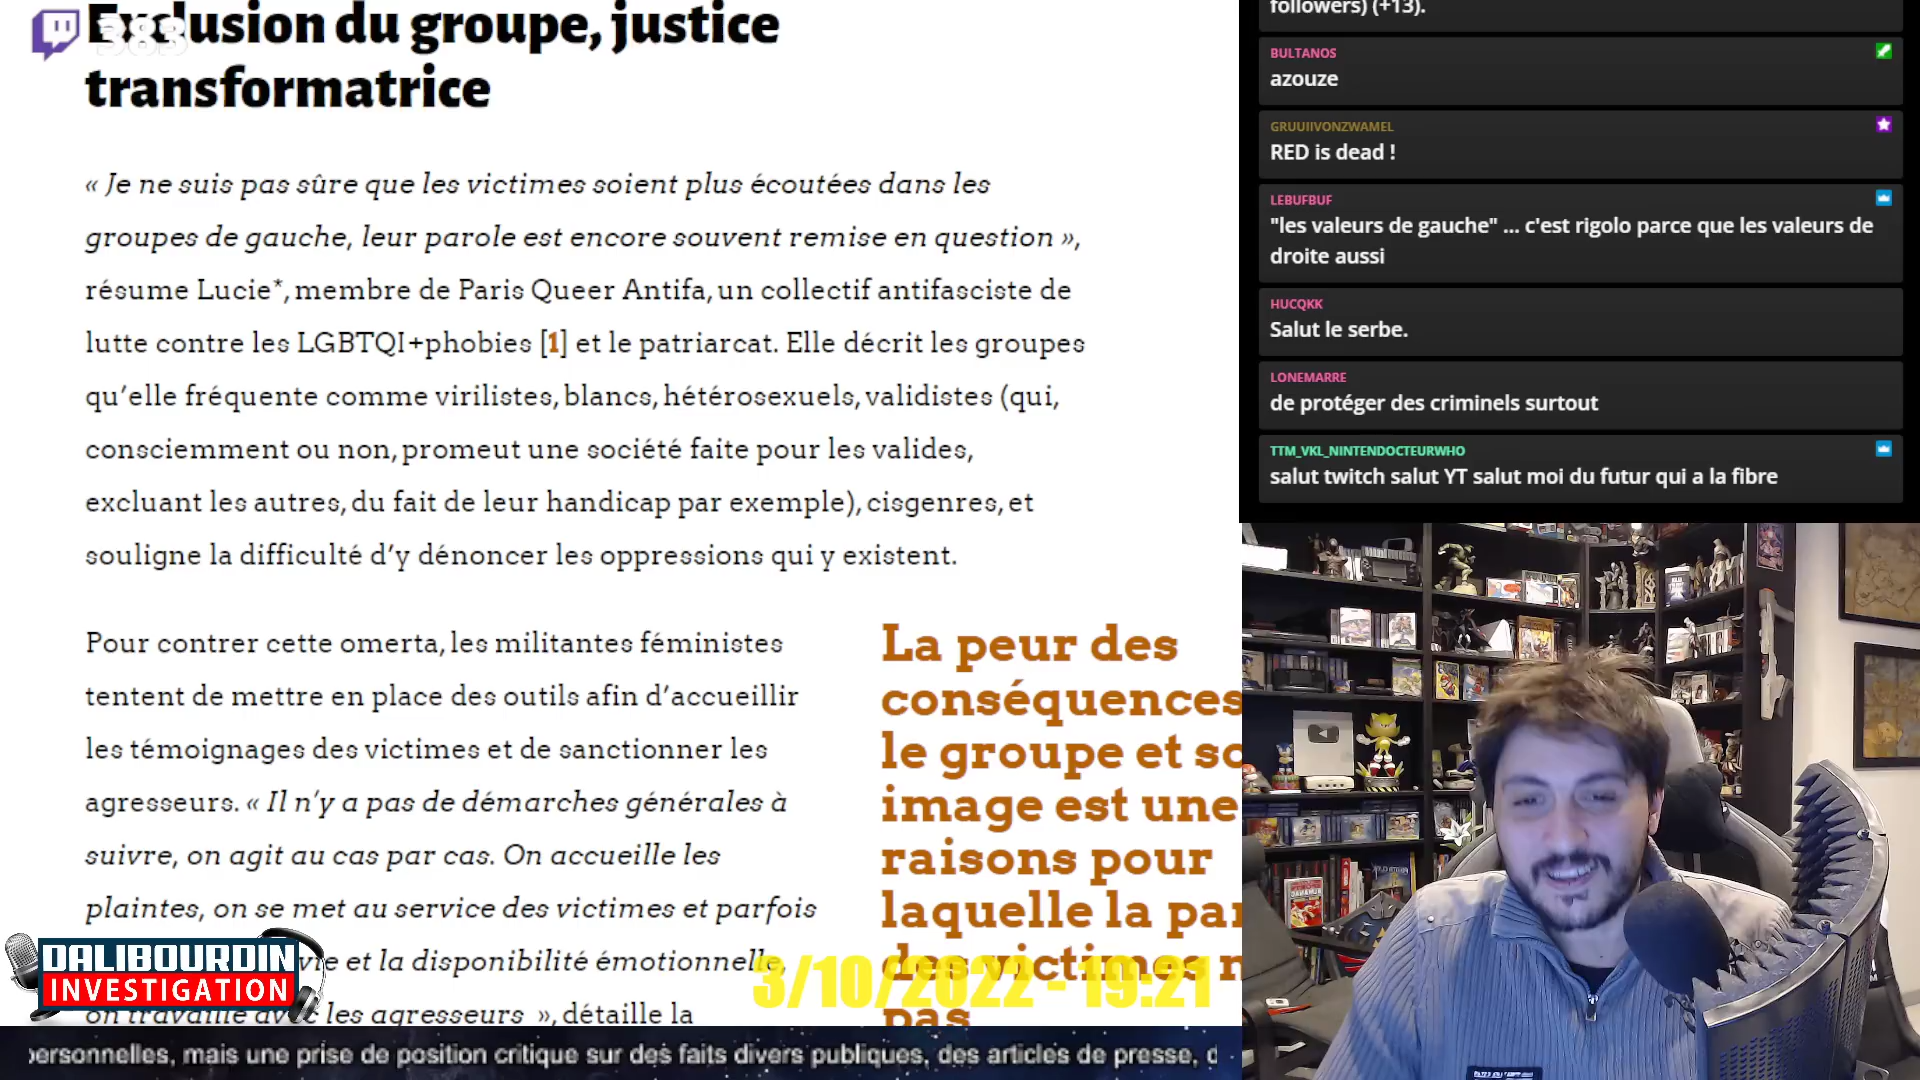 383
Exclusion du groupe, justice
transformatrice
« Je ne suis pas sûre que les victimes soient plus écoutées dans les
groupes de gauche, leur parole est encore souvent remise en question »,
résume Lucie*, membre de Paris Queer Antifa, un collectif antifasciste de
lutte contre les LGBTQI+phobies [1] et le patriarcat. Elle décrit les groupes
qu’elle fréquente comme virilistes, blancs, hétérosexuels, validistes (qui,
consciemment ou non, promeut une société faite pour les valides,
excluant les autres, du fait de leur handicap par exemple), cisgenres, et
souligne la difficulté d’y dénoncer les oppressions qui y existent.
Pour contrer cette omerta, les militantes féministes
tentent de mettre en place des outils afin d’accueillir
les témoignages des victimes et de sanctionner les
agresseurs. « Il n’y a pas de démarches générales à
suivre, on agit au cas par cas. On accueille les
plaintes, on se met au service des victimes et parfois
vie et la disponibilité émotionnelle,
on travaille avec les agresseurs », détaille la
La peur des
conséquences
le groupe et so
image est une
raisons pour
laquelle la par
des victimes n
pas
3/10/2022 - 19:21
DALIBOURDIN
INVESTIGATION
personnelles, mais une prise de position critique sur des faits divers publiques, des articles de presse, d
followers) (+13).
BULTANOS
azouze
GRUUIIVONZWAMEL
RED is dead !
LEBUFBUF
"les valeurs de gauche" ... c'est rigolo parce que les valeurs de
droite aussi
HUCQKK
Salut le serbe.
LONEMARRE
de protéger des criminels surtout
TTM_VKL_NINTENDOCTEURWHO
salut twitch salut YT salut moi du futur qui a la fibre